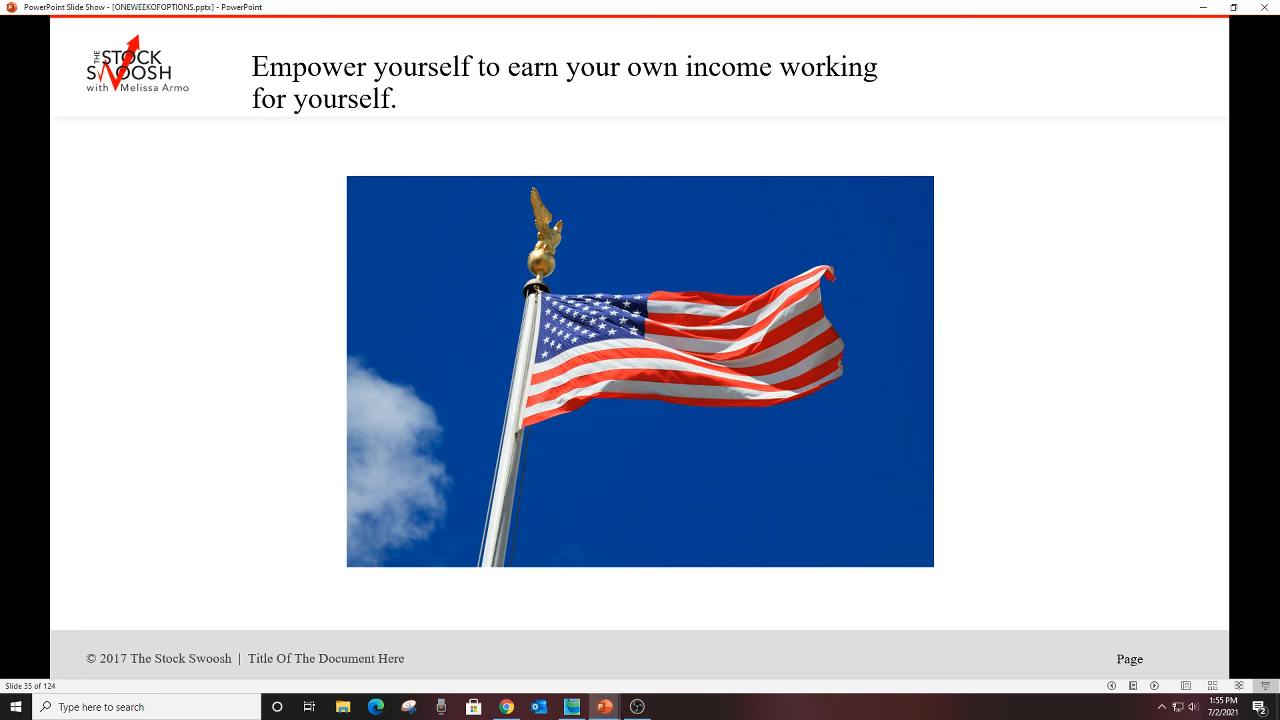 PowerPoint Slide Show - [ONEWEEKOFOPTIONS.pptx] - PowerPoint
THE STOCK
SWOOSH
with Melissa Armo
Empower yourself to earn your own income working
for yourself.
© 2017 The Stock Swoosh | Title Of The Document Here
Page
Slide 35 of 124
Type here to search
1:55 PM
7/2/2021
2